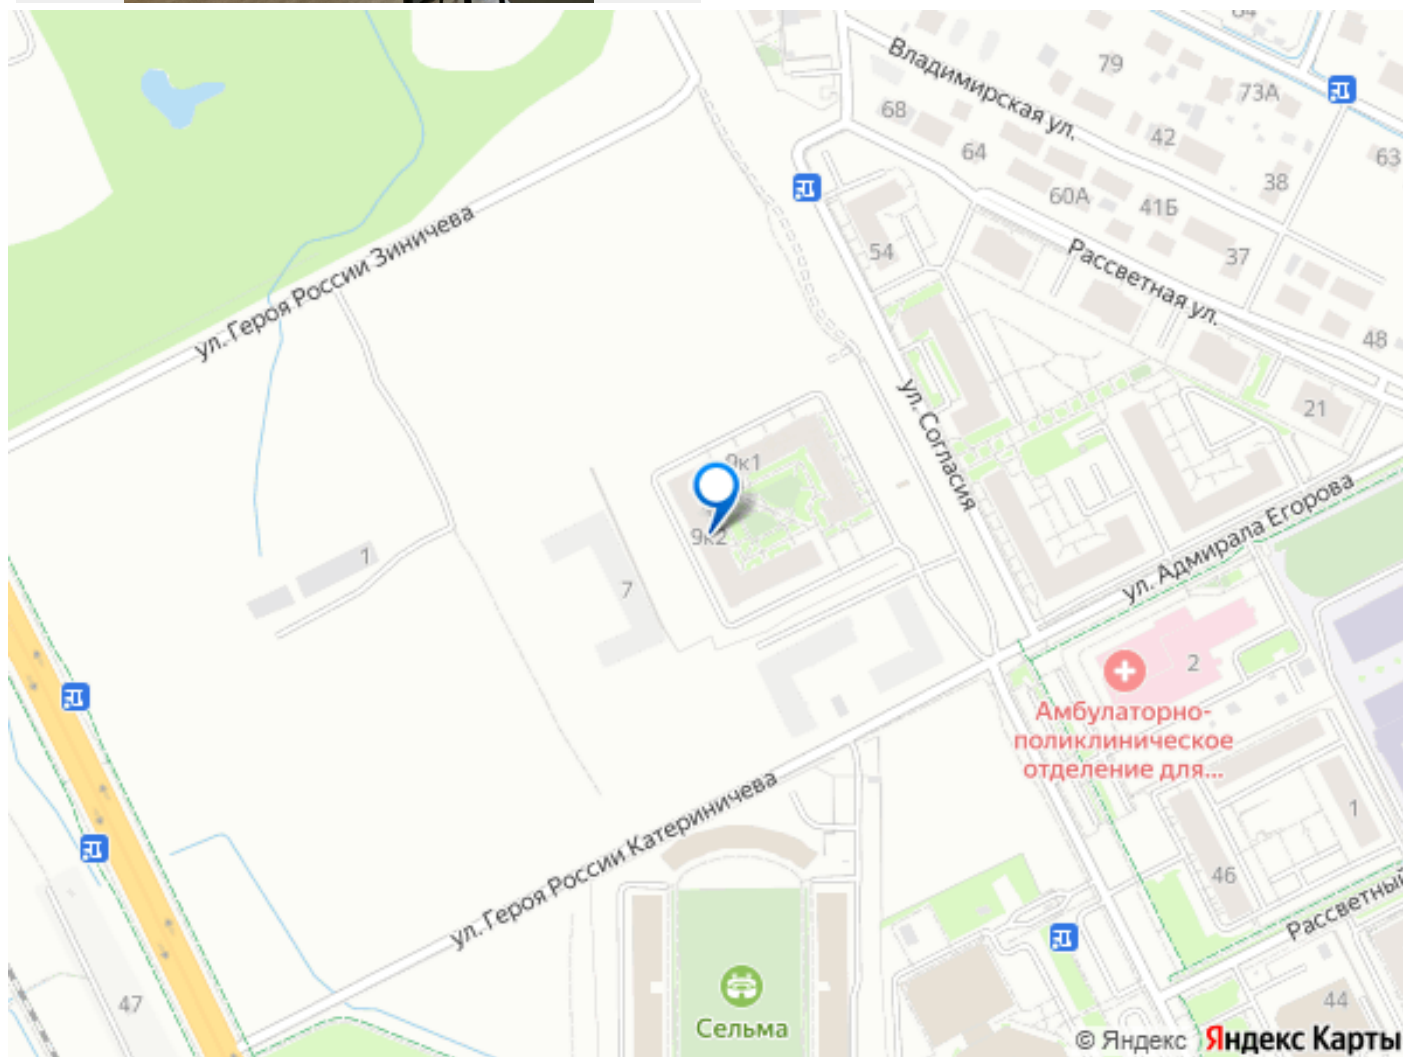 Владимирская ул.
79
73А
68
42
63
64
38
60А
41Б
54
37
ул. Героя России Зиничева
Рассветная ул.
48
21
ул. Согласия
9к1
9к2
ул. Адмирала Егорова
1
7
2
Амбулаторно-
поликлиническое
отделение для...
ул. Героя России Катериничева
1
46
Рассветный
47
44
Сельма
© Яндекс
Яндекс Карты